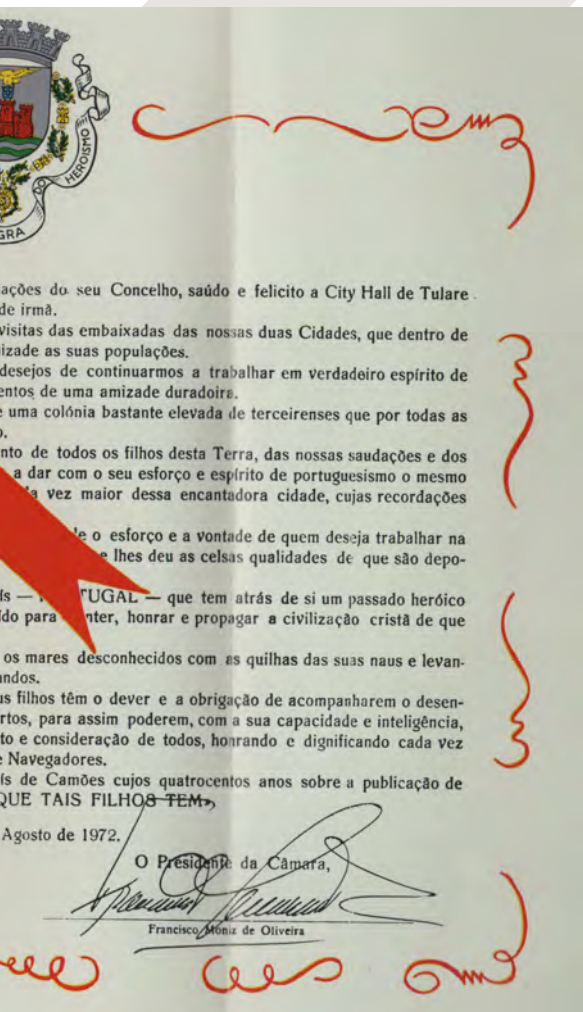 HEROISMO
DO
GRA
ações do seu Concelho, saúdo e felicito a City Hall de Tulare
de irmã.
visitas das embaixadas das nossas duas Cidades, que dentro de
izade as suas populações.
desejos de continuarmos a trabalhar em verdadeiro espírito de
entos de uma amizade duradoira.
e uma colónia bastante elevada de terceirenses que por todas as
o.
nto de todos os filhos desta Terra, das nossas saudações e dos
a dar com o seu esforço e espírito de portuguesismo o mesmo
a vez maior dessa encantadora cidade, cujas recordações
e o esforço e a vontade de quem deseja trabalhar na
e lhes deu as celsas qualidades de que são depo-
ís — TUGAL — que tem atrás de si um passado heróico
ido para nter, honrar e propagar a civilização cristã de que
os mares desconhecidos com as quilhas das suas naus e levan-
andos.
us filhos têm o dever e a obrigação de acompanharem o desen-
ertos, para assim poderem, com a sua capacidade e inteligência,
to e consideração de todos, honrando e dignificando cada vez
e Navegadores.
ís de Camões cujos quatrocentos anos sobre a publicação de
QUE TAIS FILHOS TEM»,
Agosto de 1972.
O Presidente da Câmara,
Francisco Moniz de Oliveira